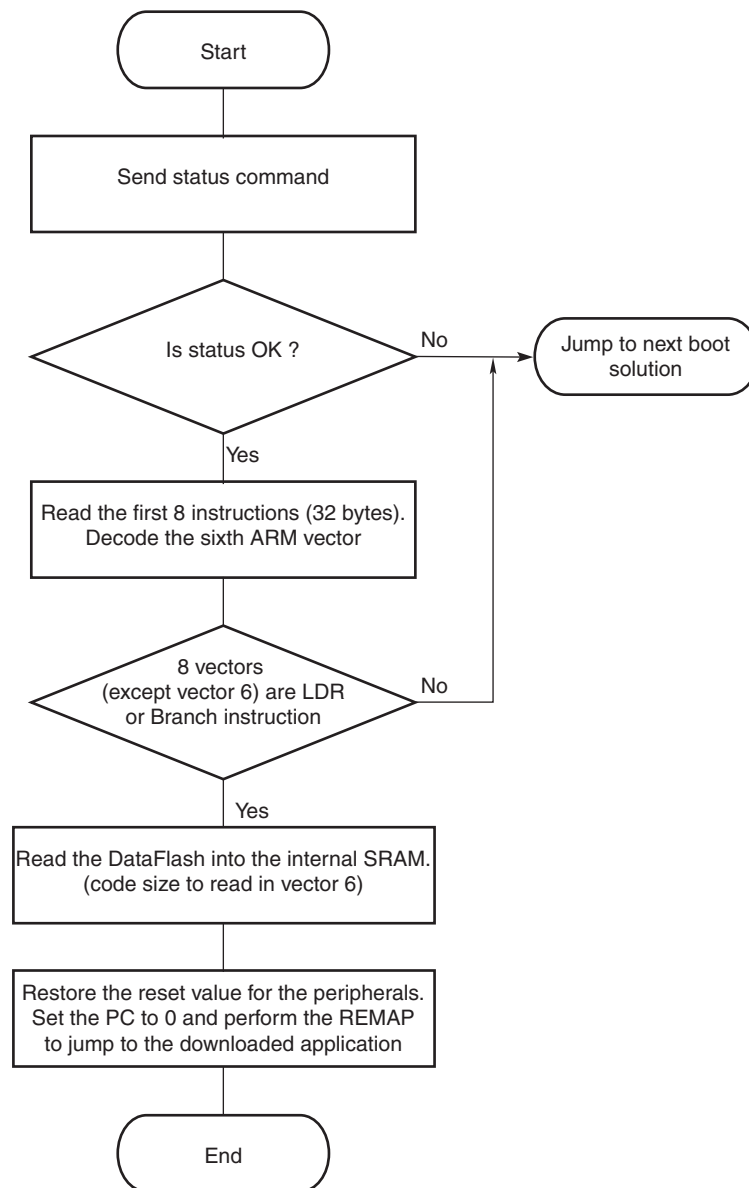 Start
Send status command
Is status OK ?
No
Jump to next boot
solution
Yes
Read the first 8 instructions (32 bytes).
Decode the sixth ARM vector
8 vectors
(except vector 6) are LDR
or Branch instruction
No
Yes
Read the DataFlash into the internal SRAM.
(code size to read in vector 6)
Restore the reset value for the peripherals.
Set the PC to 0 and perform the REMAP
to jump to the downloaded application
End